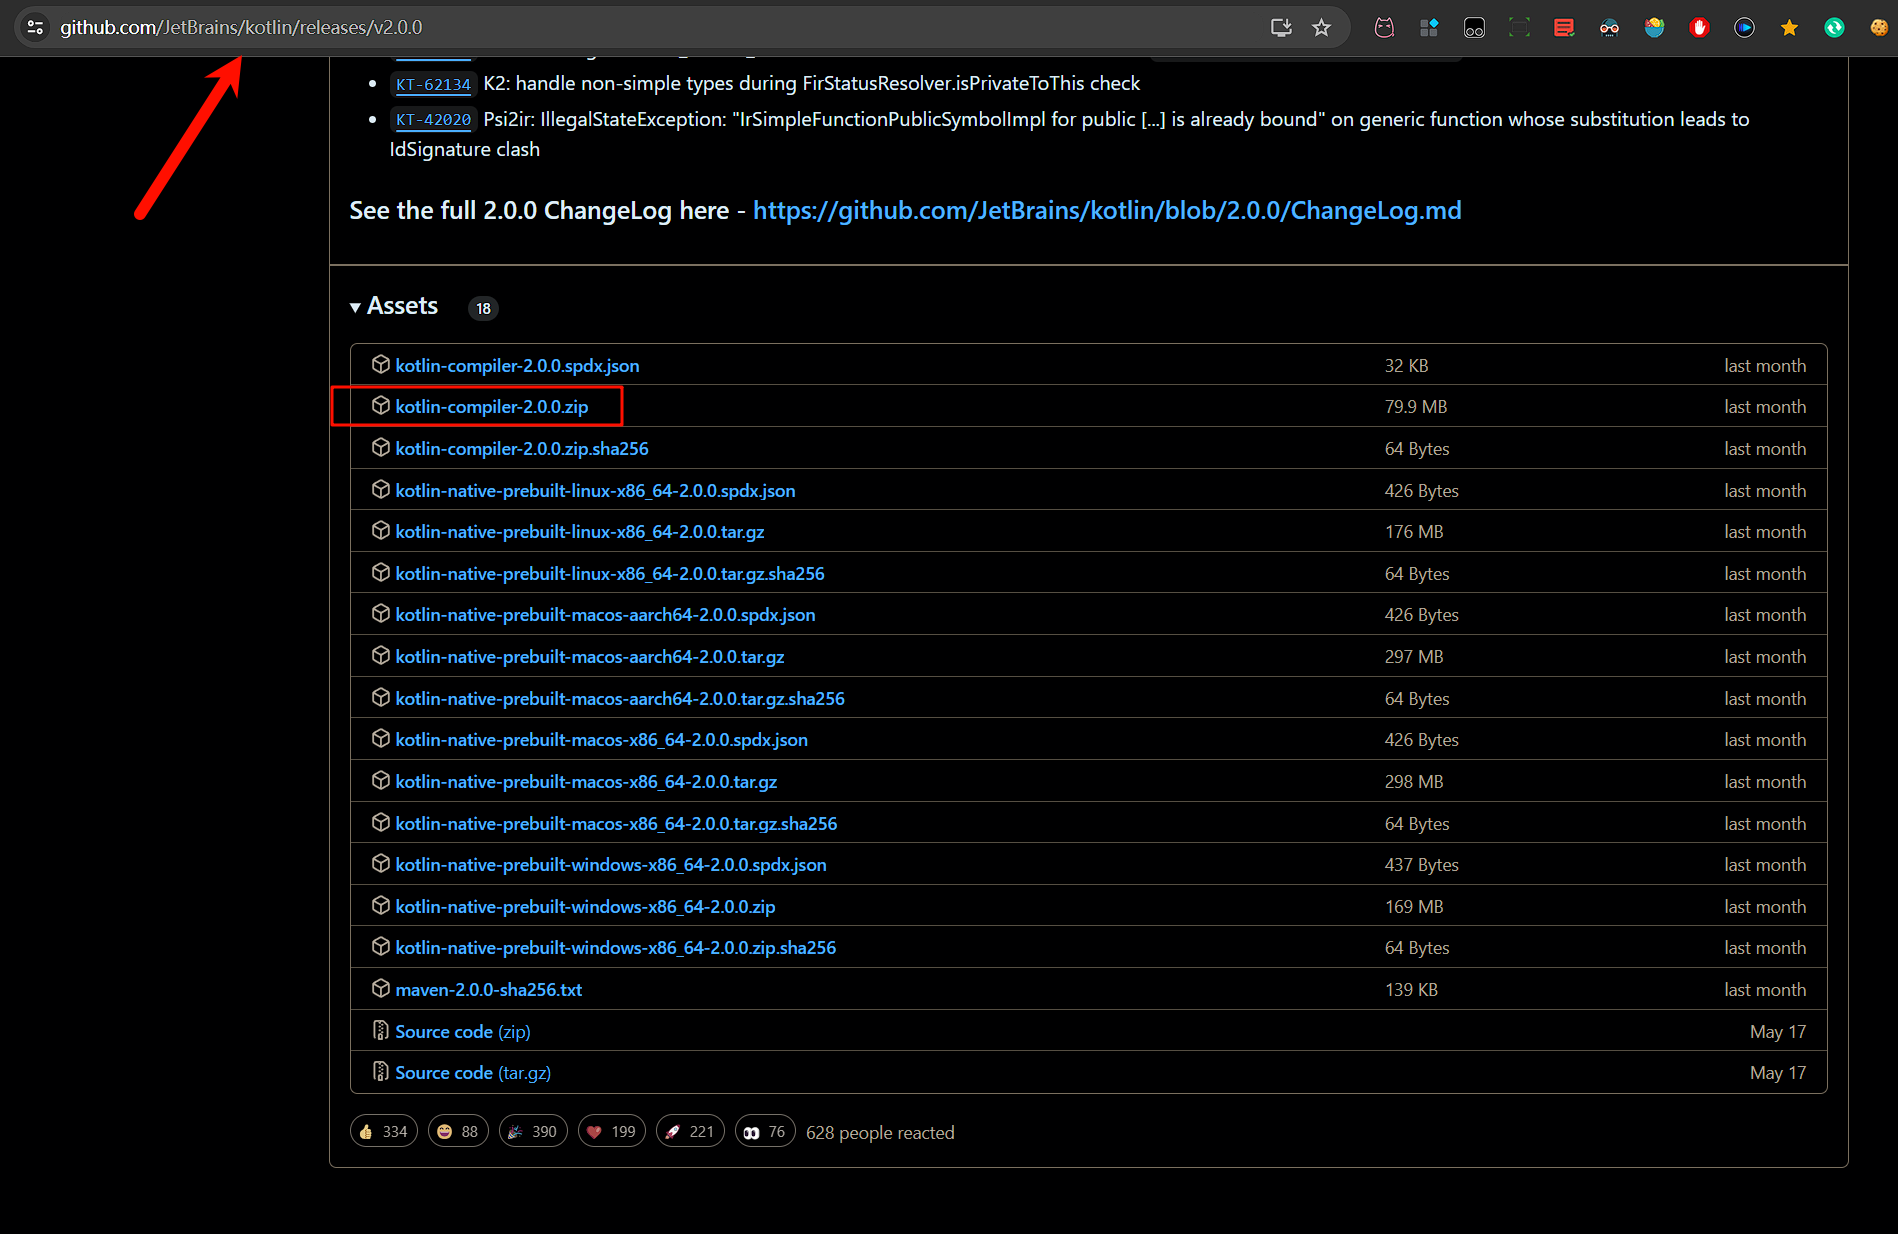 github.com/JetBrains/kotlin/releases/v2.0.0
KT-62134 K2: handle non-simple types during FirStatusResolver.isPrivateToThis check
KT-42020 Psi2ir: IllegalStateException: "IrSimpleFunctionPublicSymbolImpl for public [...] is already bound" on generic function whose substitution leads to
IdSignature clash
See the full 2.0.0 ChangeLog here - https://github.com/JetBrains/kotlin/blob/2.0.0/ChangeLog.md
Assets 18
kotlin-compiler-2.0.0.spdx.json 32 KB last month
kotlin-compiler-2.0.0.zip 79.9 MB last month
kotlin-compiler-2.0.0.zip.sha256 64 Bytes last month
kotlin-native-prebuilt-linux-x86_64-2.0.0.spdx.json 426 Bytes last month
kotlin-native-prebuilt-linux-x86_64-2.0.0.tar.gz 176 MB last month
kotlin-native-prebuilt-linux-x86_64-2.0.0.tar.gz.sha256 64 Bytes last month
kotlin-native-prebuilt-macos-aarch64-2.0.0.spdx.json 426 Bytes last month
kotlin-native-prebuilt-macos-aarch64-2.0.0.tar.gz 297 MB last month
kotlin-native-prebuilt-macos-aarch64-2.0.0.tar.gz.sha256 64 Bytes last month
kotlin-native-prebuilt-macos-x86_64-2.0.0.spdx.json 426 Bytes last month
kotlin-native-prebuilt-macos-x86_64-2.0.0.tar.gz 298 MB last month
kotlin-native-prebuilt-macos-x86_64-2.0.0.tar.gz.sha256 64 Bytes last month
kotlin-native-prebuilt-windows-x86_64-2.0.0.spdx.json 437 Bytes last month
kotlin-native-prebuilt-windows-x86_64-2.0.0.zip 169 MB last month
kotlin-native-prebuilt-windows-x86_64-2.0.0.zip.sha256 64 Bytes last month
maven-2.0.0-sha256.txt 139 KB last month
Source code (zip) May 17
Source code (tar.gz) May 17
334 88 390 199 221 76 628 people reacted